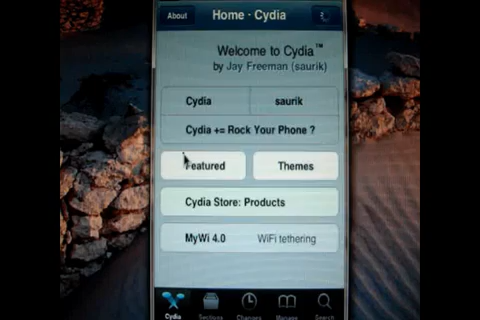 About
Home · Cydia
Welcome to Cydia™
by Jay Freeman (saurik)
Cydia
saurik
Cydia += Rock Your Phone ?
Featured
Themes
Cydia Store: Products
MyWi 4.0
WiFi tethering
Cydia
Sections
Changes
Manage
Search